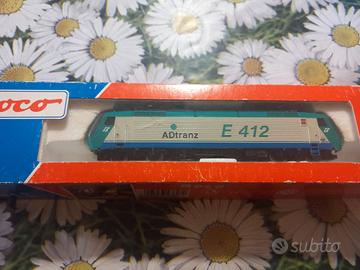 roco
ADtranz
E 412
subito